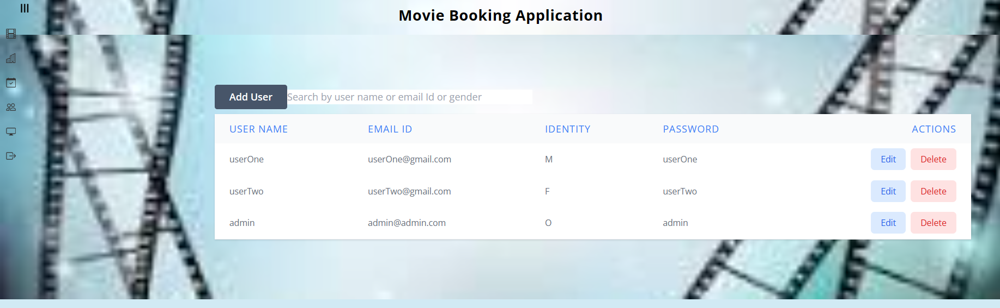 Movie Booking Application
Add User Search by user name or email Id or gender
USER NAME EMAIL ID IDENTITY PASSWORD ACTIONS
userOne userOne@gmail.com M userOne Edit Delete
userTwo userTwo@gmail.com F userTwo Edit Delete
admin admin@admin.com O admin Edit Delete